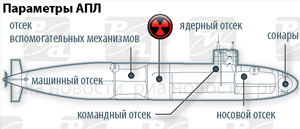 Параметры АПЛ
отсек
вспомогательных механизмов
ядерный отсек
сонары
машинный отсек
командный отсек
носовой отсек